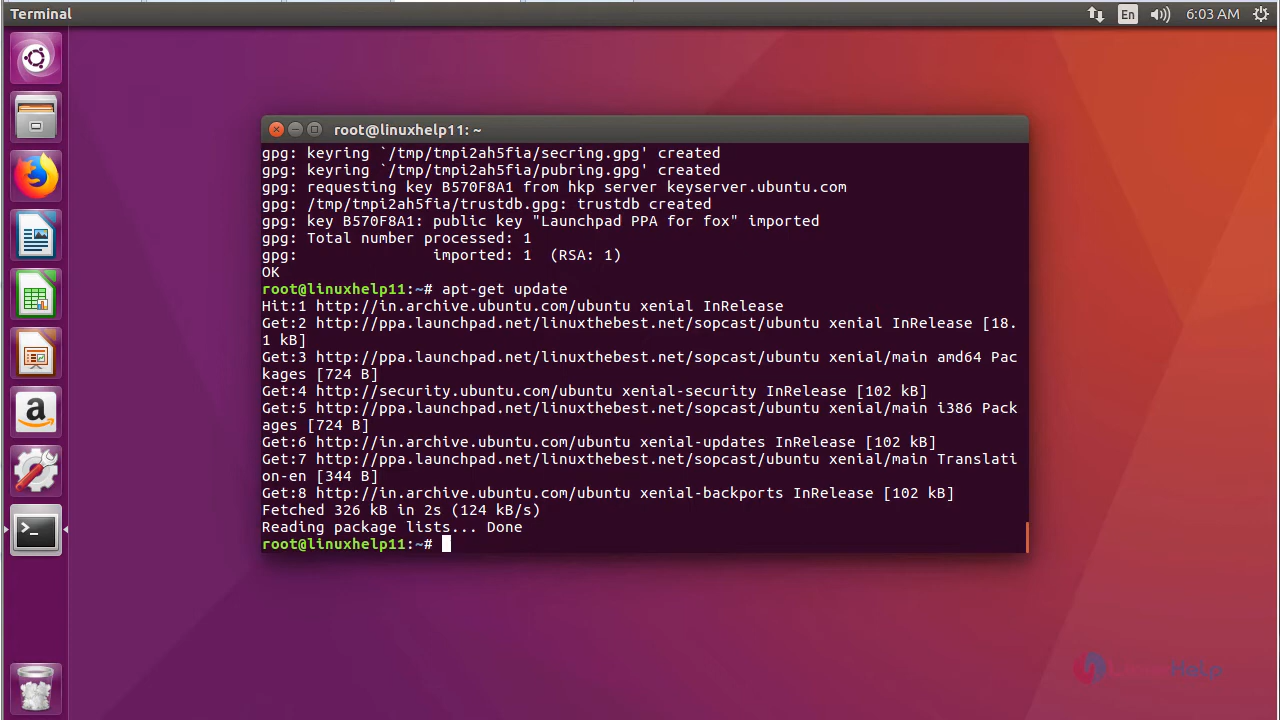 Terminal
En
6:03 AM
root@linuxhelp11: ~
gpg: keyring `/tmp/tmpi2ah5fia/secring.gpg' created
gpg: keyring `/tmp/tmpi2ah5fia/pubring.gpg' created
gpg: requesting key B570F8A1 from hkp server keyserver.ubuntu.com
gpg: /tmp/tmpi2ah5fia/trustdb.gpg: trustdb created
gpg: key B570F8A1: public key "Launchpad PPA for fox" imported
gpg: Total number processed: 1
gpg:               imported: 1  (RSA: 1)
OK
root@linuxhelp11:~# apt-get update
Hit:1 http://in.archive.ubuntu.com/ubuntu xenial InRelease
Get:2 http://ppa.launchpad.net/linuxthebest.net/sopcast/ubuntu xenial InRelease [18.
1 kB]
Get:3 http://ppa.launchpad.net/linuxthebest.net/sopcast/ubuntu xenial/main amd64 Pac
kages [724 B]
Get:4 http://security.ubuntu.com/ubuntu xenial-security InRelease [102 kB]
Get:5 http://ppa.launchpad.net/linuxthebest.net/sopcast/ubuntu xenial/main i386 Pack
ages [724 B]
Get:6 http://in.archive.ubuntu.com/ubuntu xenial-updates InRelease [102 kB]
Get:7 http://ppa.launchpad.net/linuxthebest.net/sopcast/ubuntu xenial/main Translati
on-en [344 B]
Get:8 http://in.archive.ubuntu.com/ubuntu xenial-backports InRelease [102 kB]
Fetched 326 kB in 2s (124 kB/s)
Reading package lists... Done
root@linuxhelp11:~#